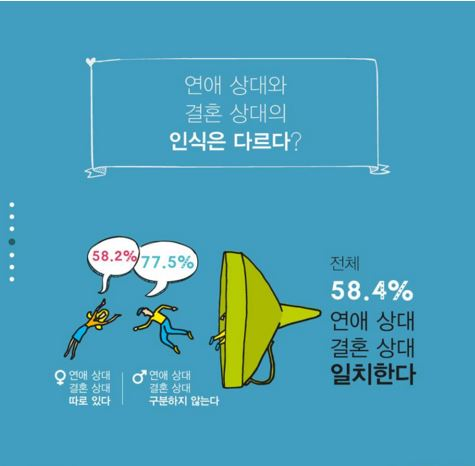 연애 상대와
결혼 상대의
인식은 다르다?
58.2%
77.5%
♀ 연애 상대
결혼 상대
따로 있다
♂ 연애 상대
결혼 상대
구분하지 않는다
전체
58.4%
연애 상대
결혼 상대
일치한다